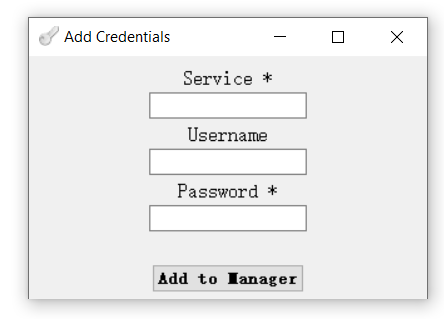 Add Credentials
Service *
Username
Password *
Add to Manager